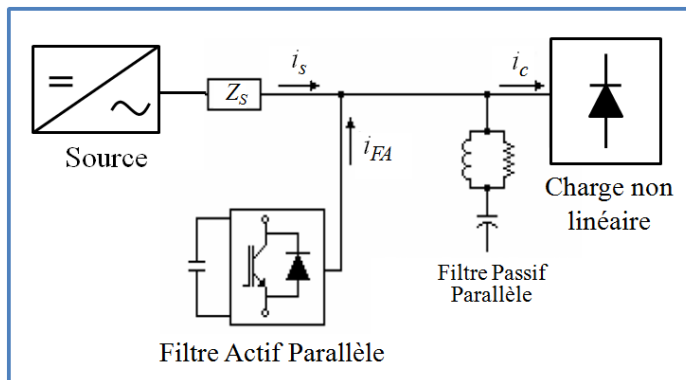 i_s
i_c
Z_S
Source
i_FA
Charge non
linéaire
Filtre Passif
Parallèle
Filtre Actif Parallèle